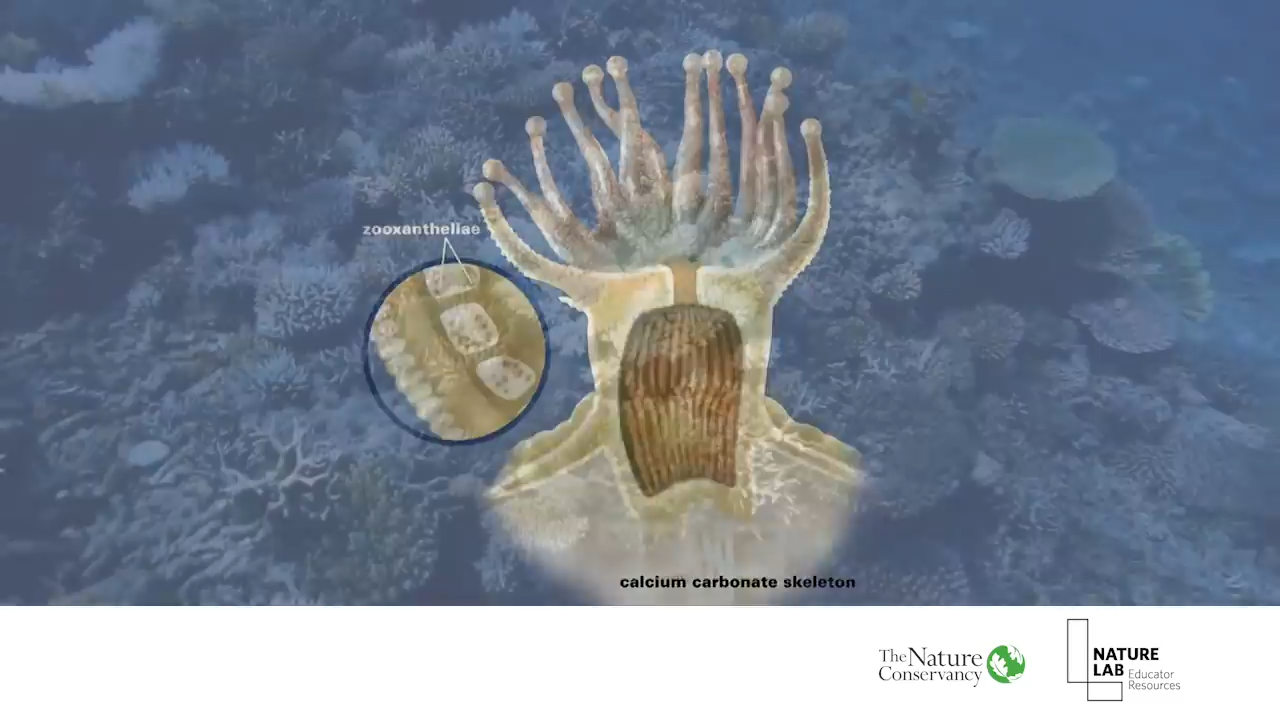 zooxanthellae
calcium carbonate skeleton
The Nature
Conservancy
NATURE
LAB
Educator
Resources